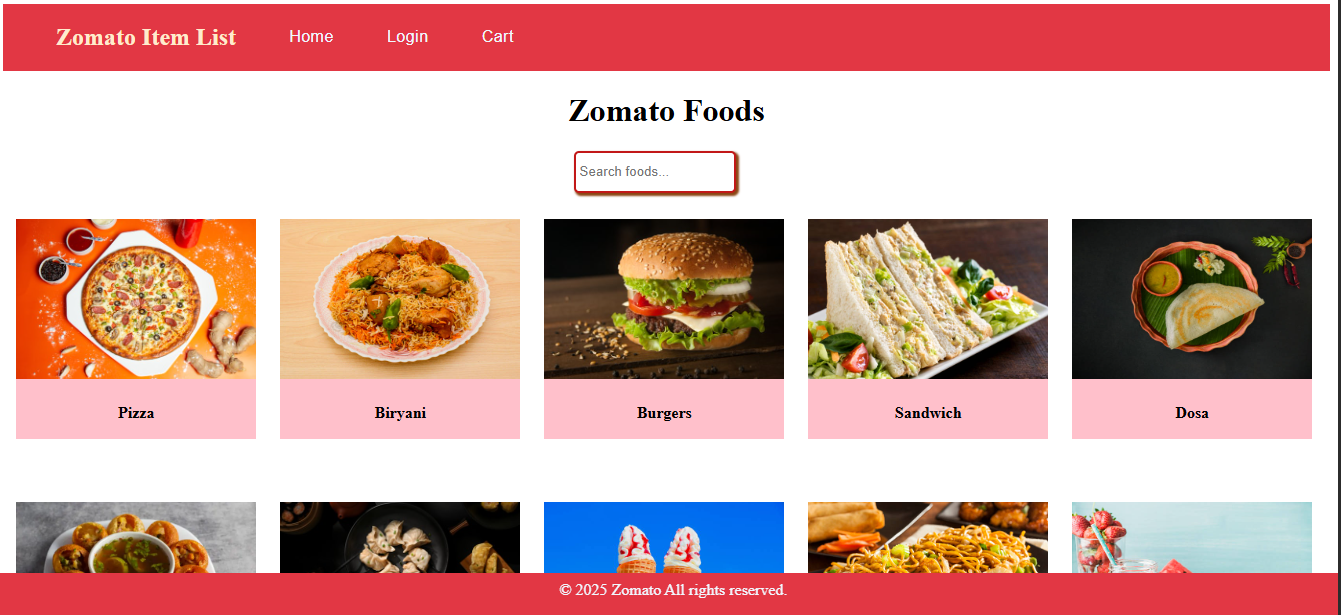 Zomato Item List Home Login Cart
Zomato Foods
Search foods...
Pizza Biryani Burgers Sandwich Dosa
© 2025 Zomato All rights reserved.